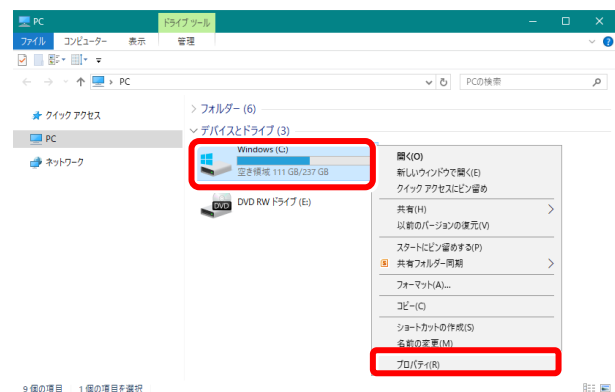 PC
ドライブ ツール
ファイル コンピューター 表示 管理
PC
PCの検索
クイック アクセス
PC
ネットワーク
フォルダー (6)
デバイスとドライブ (3)
Windows (C:)
空き領域 111 GB/237 GB
DVD RW ドライブ (E:)
DVD
開く(O)
新しいウィンドウで開く(E)
クイック アクセスにピン留め
共有(H)
以前のバージョンの復元(V)
スタートにピン留めする(P)
共有フォルダー同期
フォーマット(A)...
コピー(C)
ショートカットの作成(S)
名前の変更(M)
プロパティ(R)
9 個の項目 1 個の項目を選択